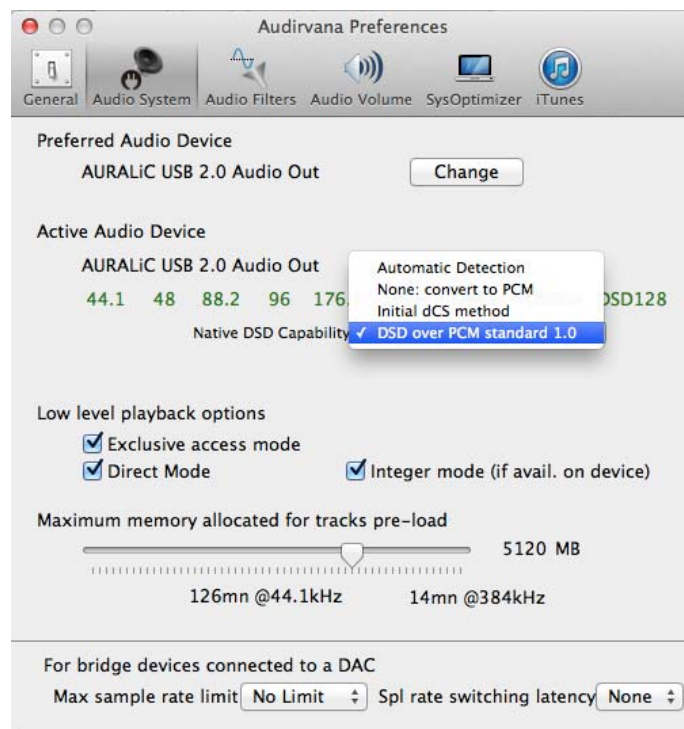 Audirvana Preferences
General Audio System Audio Filters Audio Volume SysOptimizer iTunes
Preferred Audio Device
AURALiC USB 2.0 Audio Out Change
Active Audio Device
AURALiC USB 2.0 Audio Out
Automatic Detection
None: convert to PCM
Initial dCS method
✓ DSD over PCM standard 1.0
44.1 48 88.2 96 176. DSD128
Native DSD Capability
Low level playback options
Exclusive access mode
Direct Mode Integer mode (if avail. on device)
Maximum memory allocated for tracks pre-load
5120 MB
126mn @44.1kHz 14mn @384kHz
For bridge devices connected to a DAC
Max sample rate limit No Limit Spl rate switching latency None